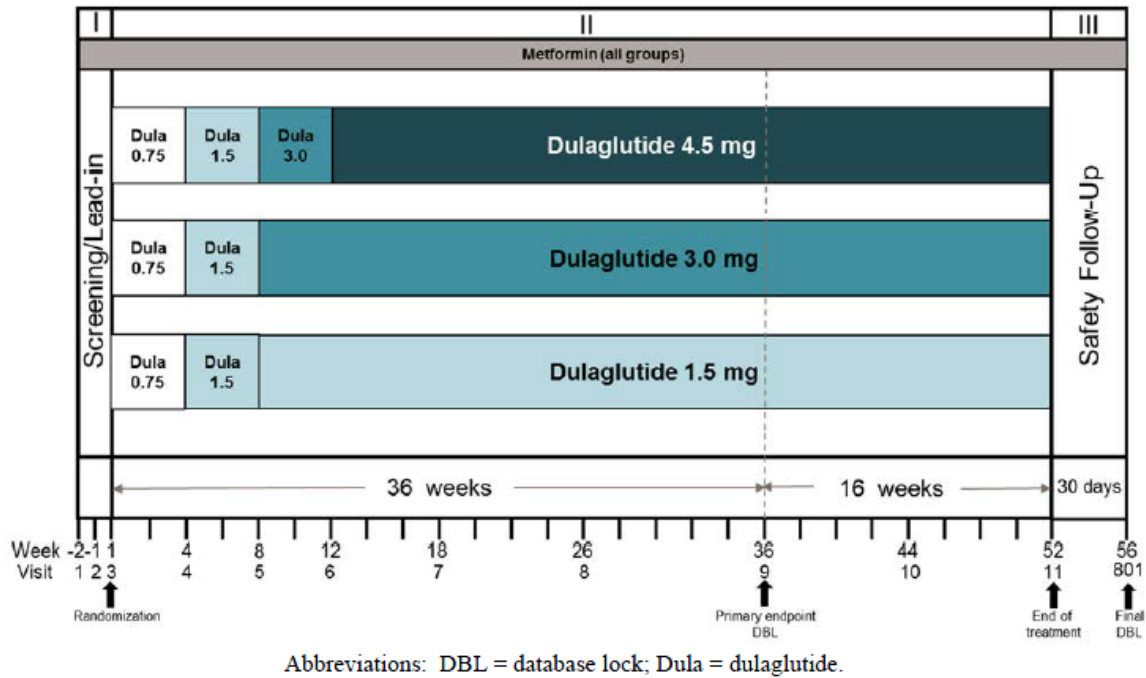 I II III
Metformin (all groups)
Screening/Lead-in
Dula
0.75
Dula
1.5
Dula
3.0
Dulaglutide 4.5 mg
Dula
0.75
Dula
1.5
Dulaglutide 3.0 mg
Dula
0.75
Dula
1.5
Dulaglutide 1.5 mg
Safety Follow-Up
36 weeks 16 weeks 30 days
Week -2 -1 1 4 8 12 18 26 36 44 52 56
Visit 1 2 3 4 5 6 7 8 9 10 11 801
Randomization
Primary endpoint
DBL
End of
treatment
Final
DBL
Abbreviations: DBL = database lock; Dula = dulaglutide.